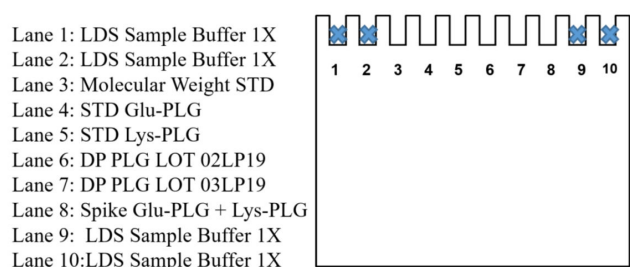 Lane 1: LDS Sample Buffer 1X
Lane 2: LDS Sample Buffer 1X
Lane 3: Molecular Weight STD
Lane 4: STD Glu-PLG
Lane 5: STD Lys-PLG
Lane 6: DP PLG LOT 02LP19
Lane 7: DP PLG LOT 03LP19
Lane 8: Spike Glu-PLG + Lys-PLG
Lane 9: LDS Sample Buffer 1X
Lane 10:LDS Sample Buffer 1X
1 2 3 4 5 6 7 8 9 10